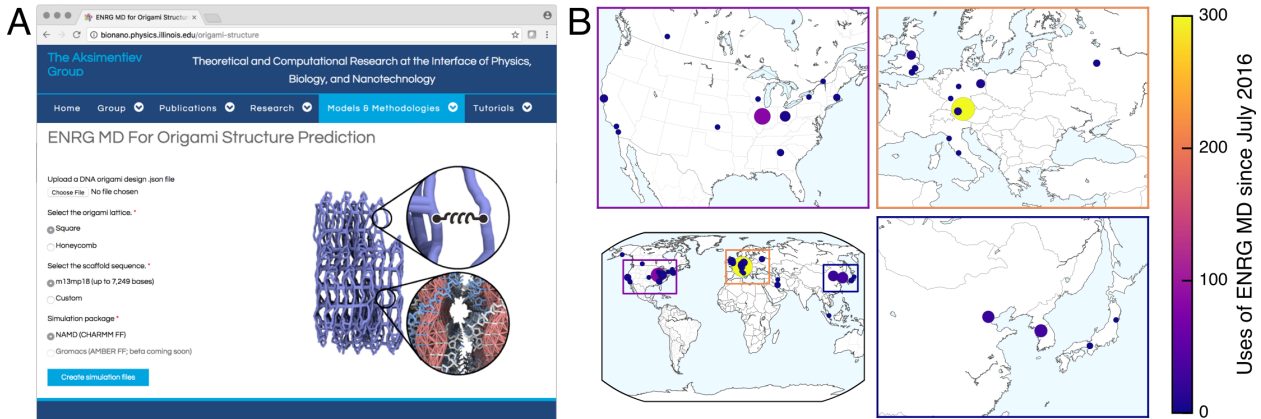 A
ENRG MD for Origami Structur
bionano.physics.illinois.edu/origami-structure
The Aksimentiev
Group
Theoretical and Computational Research at the Interface of Physics,
Biology, and Nanotechnology
Home Group Publications Research Models & Methodologies Tutorials
ENRG MD For Origami Structure Prediction
Upload a DNA origami design .json file
Choose File No file chosen
Select the origami lattice. *
Square
Honeycomb
Select the scaffold sequence. *
m13mp18 (up to 7,249 bases)
Custom
Simulation package *
NAMD (CHARMM FF)
Gromacs (AMBER FF; beta coming soon)
Create simulation files
B
300
200
100
0
Uses of ENRG MD since July 2016